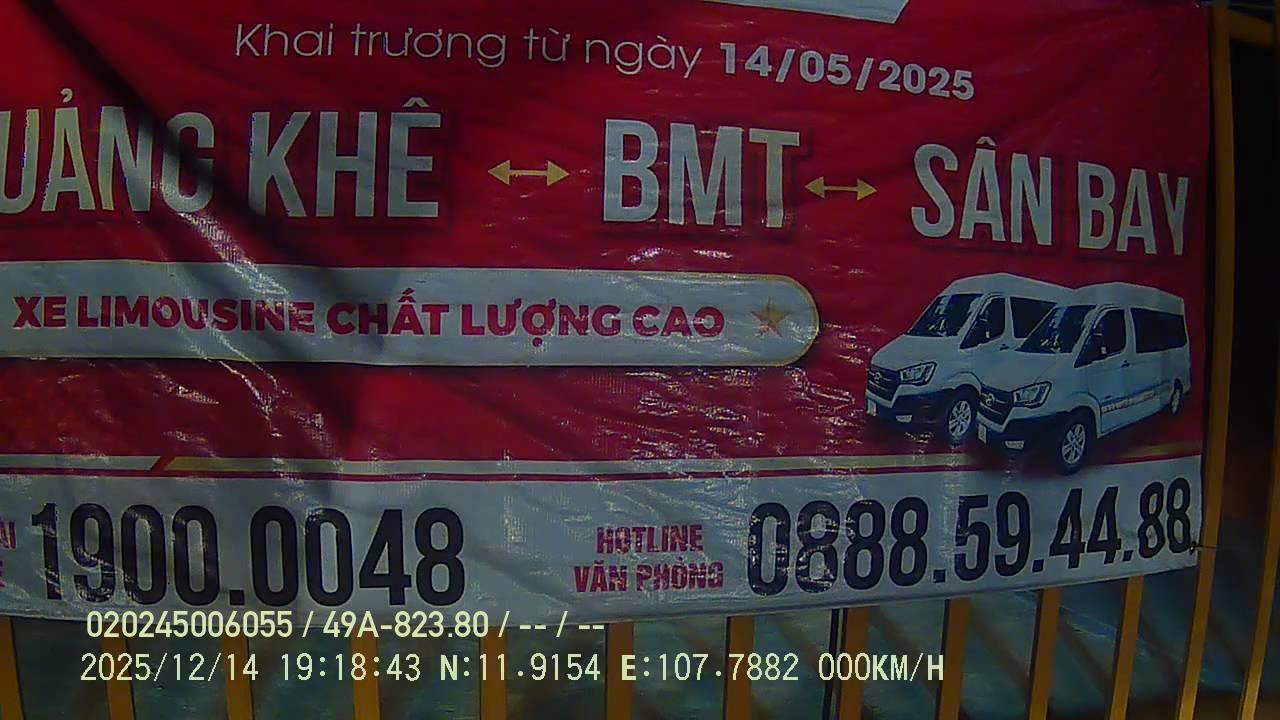 Khai trương từ ngày 14/05/2025
UẢNG KHÊ ↔ BMT ↔ SÂN BAY
XE LIMOUSINE CHẤT LƯỢNG CAO
1900.0048
HOTLINE
VĂN PHÒNG
0888.59.44.88
020245006055 / 49A-823.80 / -- / --
2025/12/14 19:18:43 N:11.9154 E:107.7882 000KM/H